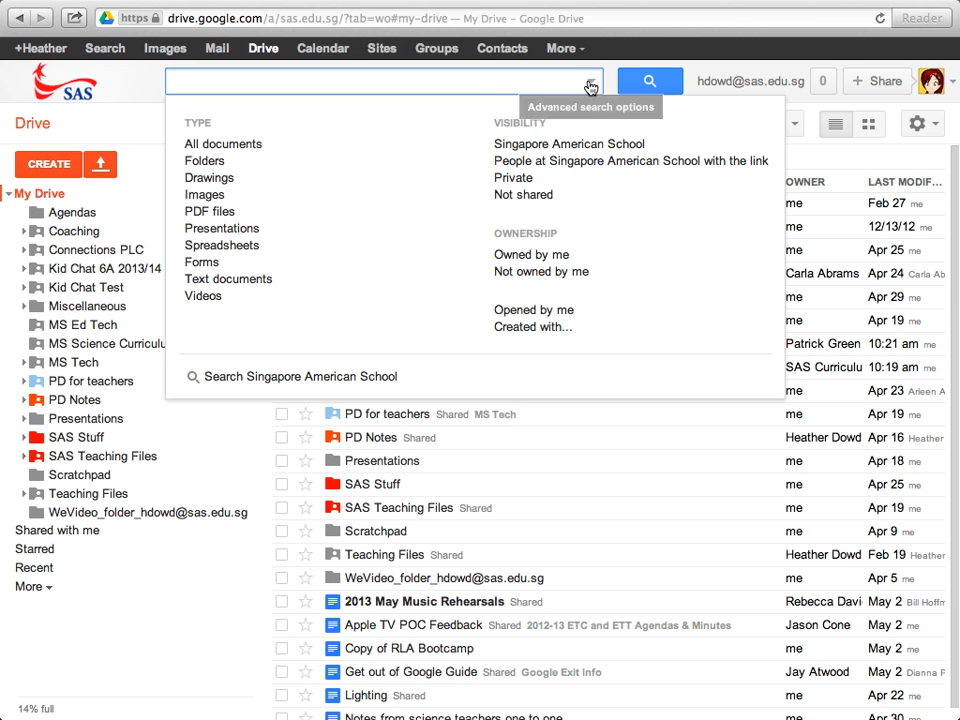 https drive.google.com/a/sas.edu.sg/?tab=wo#my-drive — My Drive - Google Drive Reader
+Heather Search Images Mail Drive Calendar Sites Groups Contacts More
SAS hdowd@sas.edu.sg 0 + Share
Advanced search options
Drive
CREATE
My Drive
Agendas
Coaching
Connections PLC
Kid Chat 6A 2013/14
Kid Chat Test
Miscellaneous
MS Ed Tech
MS Science Curriculu
MS Tech
PD for teachers
PD Notes
Presentations
SAS Stuff
SAS Teaching Files
Scratchpad
Teaching Files
WeVideo_folder_hdowd@sas.edu.sg
Shared with me
Starred
Recent
More
14% full
TYPE
All documents
Folders
Drawings
Images
PDF files
Presentations
Spreadsheets
Forms
Text documents
Videos
VISIBILITY
Singapore American School
People at Singapore American School with the link
Private
Not shared
OWNERSHIP
Owned by me
Not owned by me
Opened by me
Created with...
Search Singapore American School
OWNER LAST MODIF...
me Feb 27 me
me 12/13/12 me
me Apr 25 me
Carla Abrams Apr 24 Carla Ab
me Apr 29 me
me Apr 19 me
Patrick Green 10:21 am me
SAS Curriculu 10:19 am me
me Apr 23 Arleen A
PD for teachers Shared MS Tech me Apr 19 me
PD Notes Shared Heather Dowd Apr 16 Heather
Presentations me Apr 18 me
SAS Stuff me Apr 25 me
SAS Teaching Files Shared me Apr 19 me
Scratchpad me Apr 9 me
Teaching Files Shared Heather Dowd Feb 19 Heather
WeVideo_folder_hdowd@sas.edu.sg me Apr 5 me
2013 May Music Rehearsals Shared Rebecca Davi May 2 Bill Hoffm
Apple TV POC Feedback Shared 2012-13 ETC and ETT Agendas & Minutes Jason Cone May 2 me
Copy of RLA Bootcamp me May 2 me
Get out of Google Guide Shared Google Exit Info Jay Atwood May 2 Dianna F
Lighting Shared me Apr 22 me
Notes from science teachers one to one me Apr 30 me